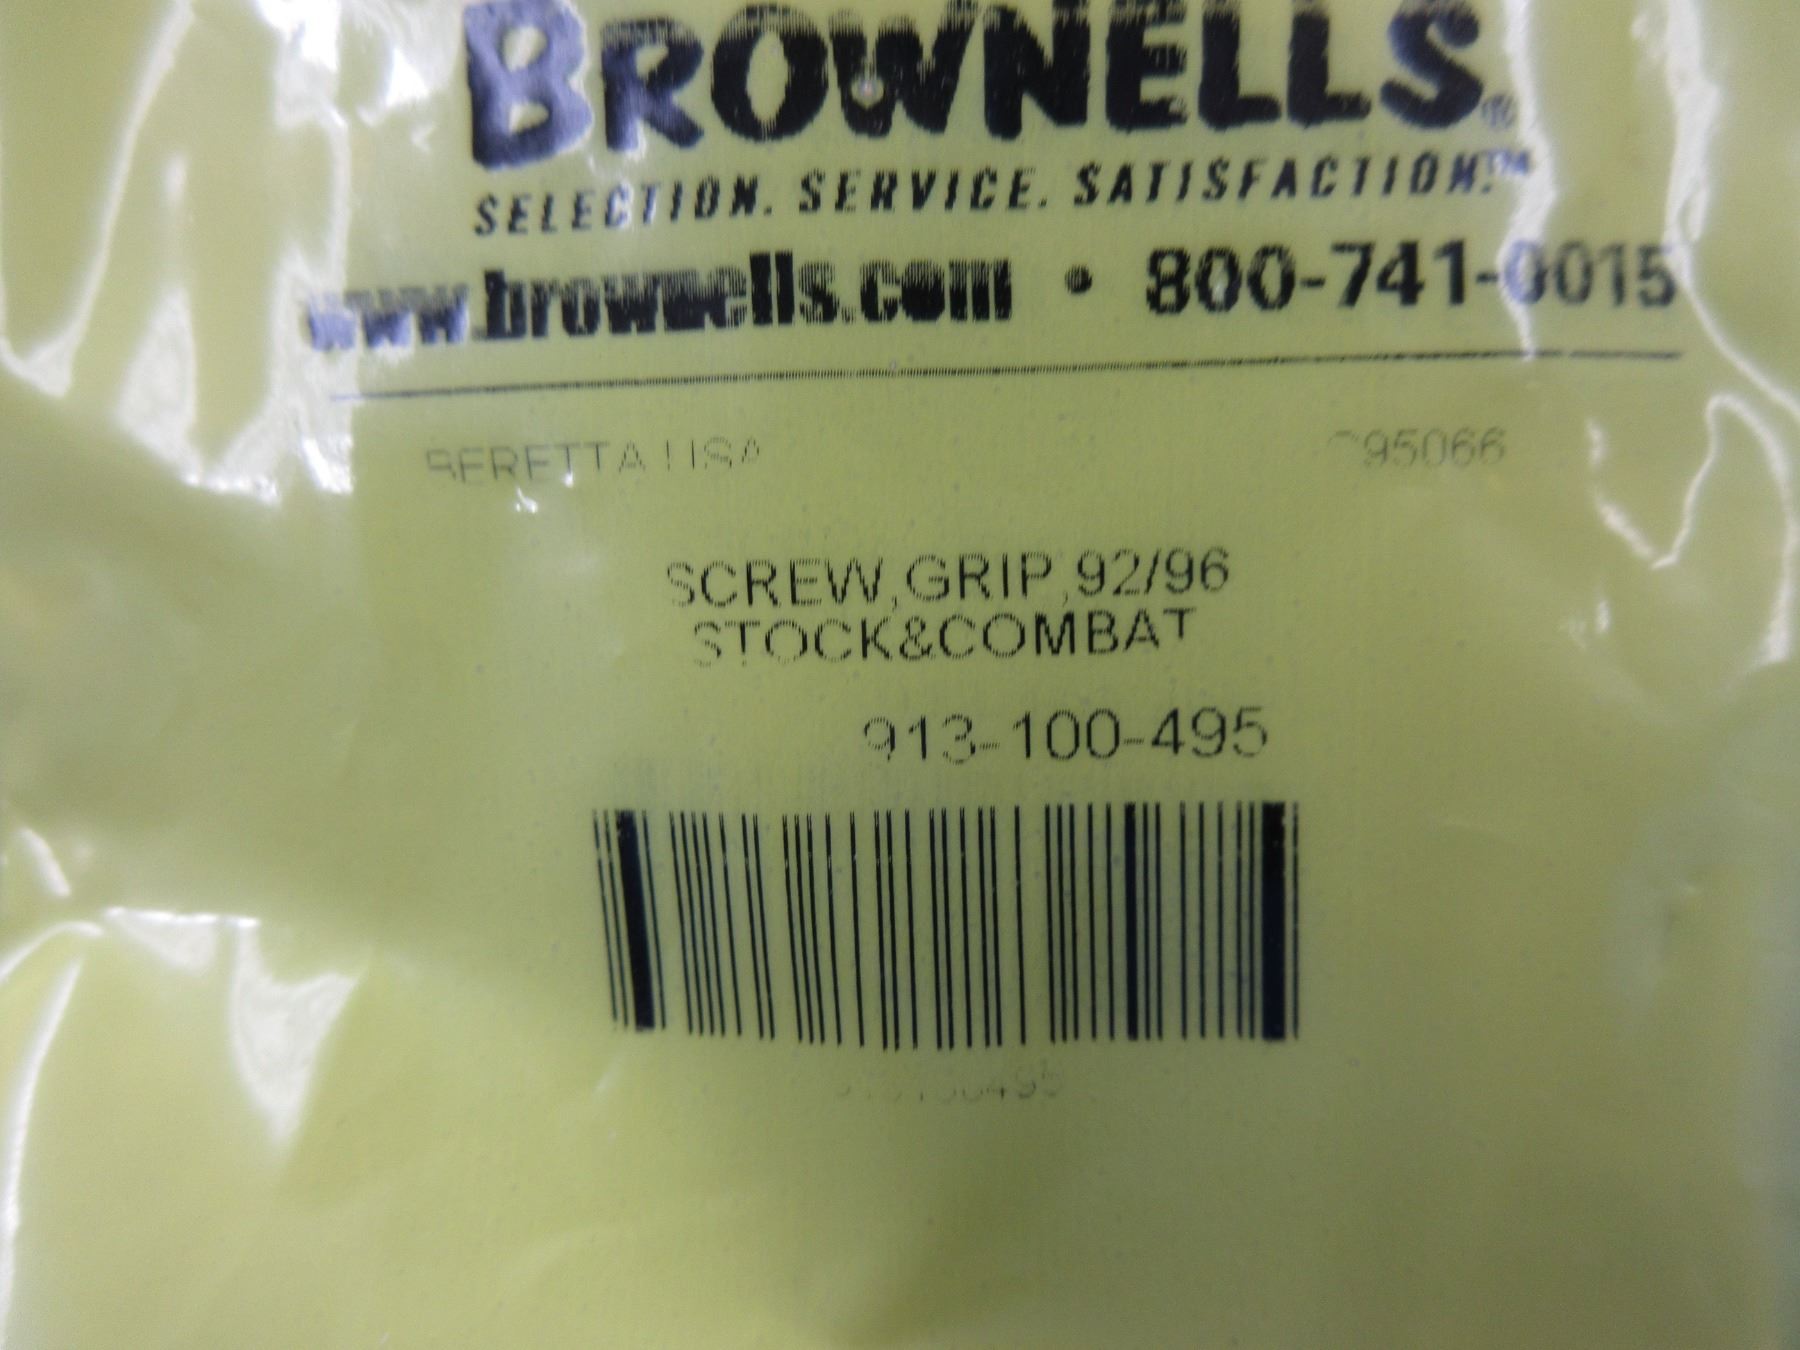 BROWNELLS®
SELECTION. SERVICE. SATISFACTION.™
www.brownells.com • 800-741-0015
BERETTA USA
SCREW,GRIP,92/96
STOCK&COMBAT
913-100-495